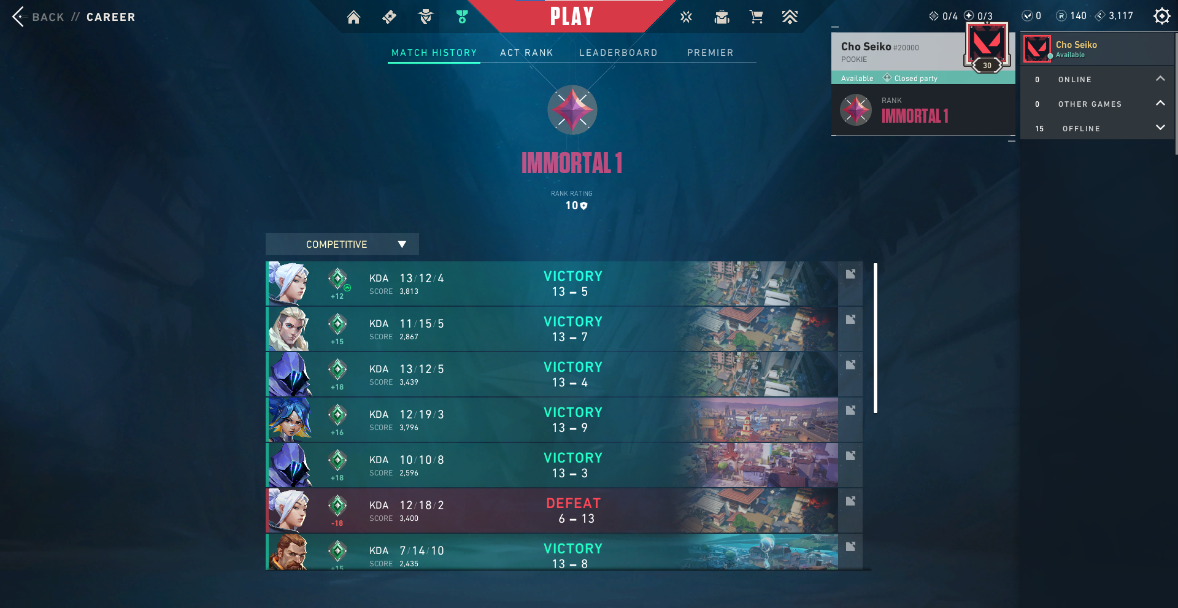 BACK // CAREER
PLAY
0/4 0/3
0 140 3,117
MATCH HISTORY ACT RANK LEADERBOARD PREMIER
Cho Seiko #20000
POOKIE
30
Available Closed party
RANK
IMMORTAL 1
Cho Seiko
Available
0 ONLINE
0 OTHER GAMES
15 OFFLINE
IMMORTAL 1
RANK RATING
10
COMPETITIVE
KDA 13/12/4
SCORE 3,813
+12
VICTORY
13 – 5
KDA 11/15/5
SCORE 2,867
+15
VICTORY
13 – 7
KDA 13/12/5
SCORE 3,439
+18
VICTORY
13 – 4
KDA 12/19/3
SCORE 3,796
+16
VICTORY
13 – 9
KDA 10/10/8
SCORE 2,596
+18
VICTORY
13 – 3
KDA 12/18/2
SCORE 3,400
-18
DEFEAT
6 – 13
KDA 7/14/10
SCORE 2,435
+15
VICTORY
13 – 8